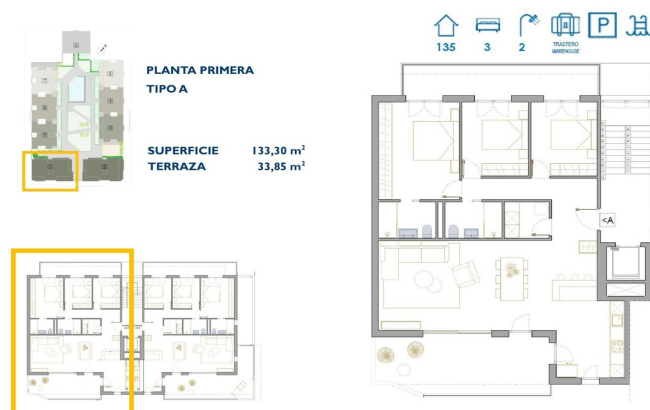 135
3
2
TRASTERO
WAREHOUSE
P
PLANTA PRIMERA
TIPO A
SUPERFICIE 133,30 m²
TERRAZA 33,85 m²
<A